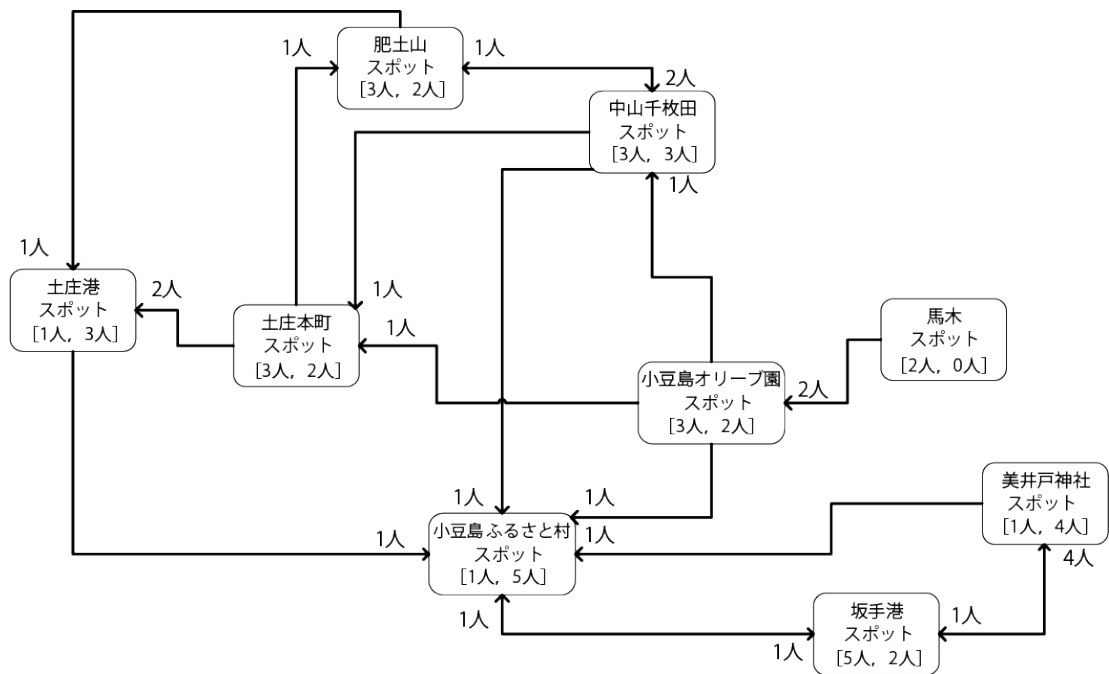 1人
肥土山
スポット
[3人，2人]
1人
2人
中山千枚田
スポット
[3人，3人]
1人
1人
土庄港
スポット
[1人，3人]
2人
1人
土庄本町
スポット
[3人，2人]
1人
馬木
スポット
[2人，0人]
小豆島オリーブ園
スポット
[3人，2人]
2人
1人
1人
小豆島ふるさと村
スポット
[1人，5人]
1人
1人
1人
美井戸神社
スポット
[1人，4人]
4人
1人
坂手港
スポット
[5人，2人]
1人